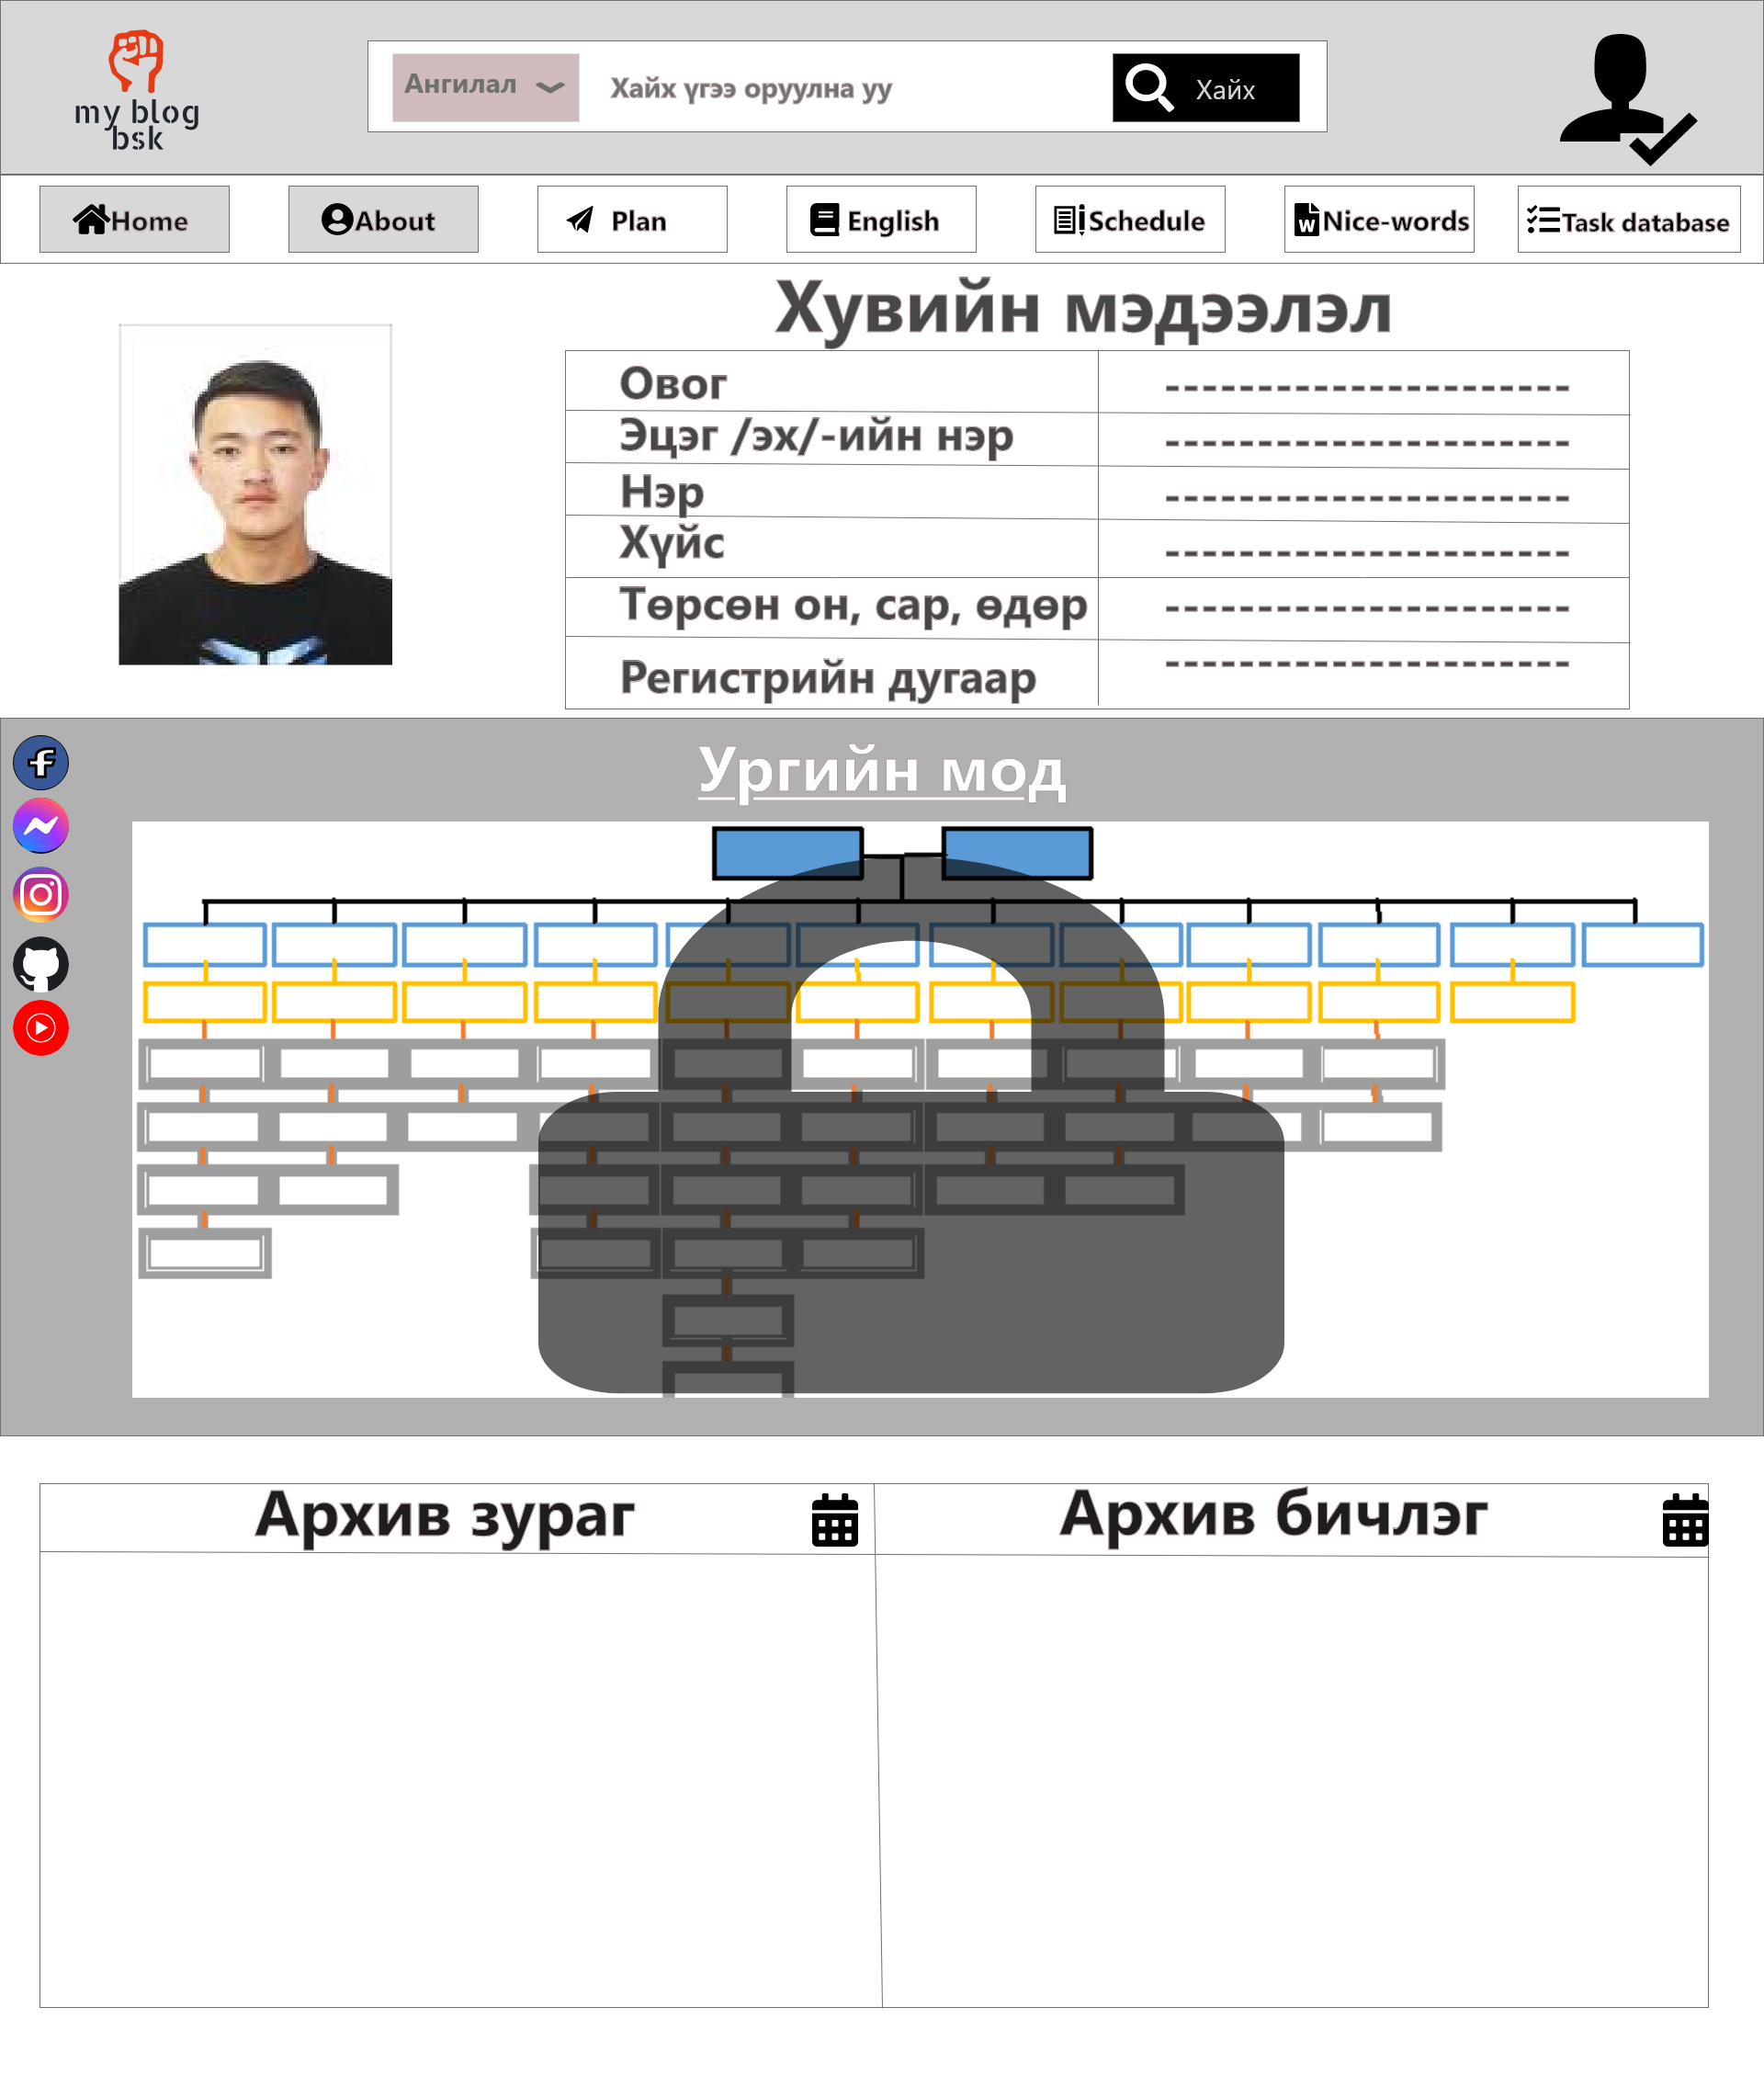 my blog
bsk
Ангилал
Хайх үгээ оруулна уу
Хайх
Home
About
Plan
English
Schedule
Nice-words
Task database
Хувийн мэдээлэл
Овог ----------------------
Эцэг /эх/-ийн нэр ----------------------
Нэр ----------------------
Хүйс ----------------------
Төрсөн он, сар, өдөр ----------------------
Регистрийн дугаар ----------------------
Ургийн мод
Архив зураг
Архив бичлэг